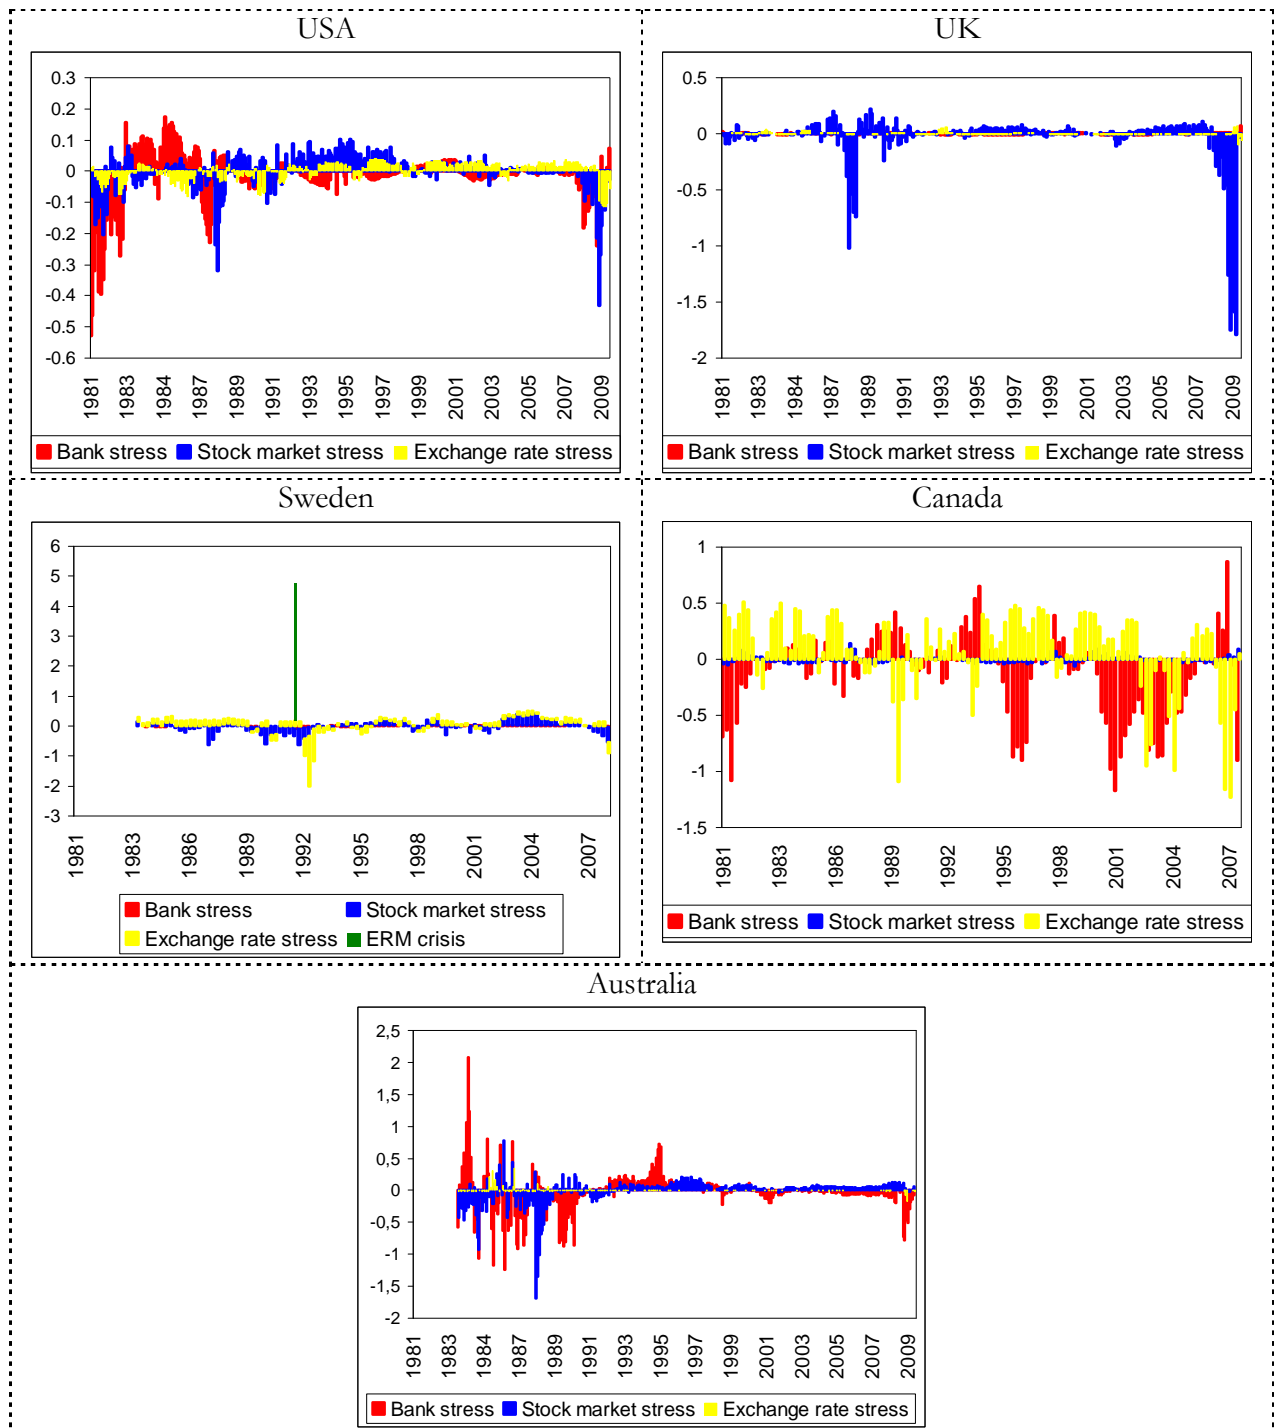 USA
0.3
0.2
0.1
0
-0.1
-0.2
-0.3
-0.4
-0.5
-0.6
1981 1983 1984 1987 1989 1991 1993 1995 1997 1999 2001 2003 2005 2007 2009
Bank stress Stock market stress Exchange rate stress
UK
0.5
0
-0.5
-1
-1.5
-2
1981 1983 1984 1987 1989 1991 1993 1995 1997 1999 2001 2003 2005 2007 2009
Bank stress Stock market stress Exchange rate stress
Sweden
6
5
4
3
2
1
0
-1
-2
-3
1981 1983 1986 1989 1992 1995 1998 2001 2004 2007
Bank stress Stock market stress
Exchange rate stress ERM crisis
Canada
1
0.5
0
-0.5
-1
-1.5
1981 1983 1986 1989 1992 1995 1998 2001 2004 2007
Bank stress Stock market stress Exchange rate stress
Australia
2,5
2
1,5
1
0,5
0
-0,5
-1
-1,5
-2
1981 1983 1984 1987 1989 1991 1993 1995 1997 1999 2001 2003 2005 2007 2009
Bank stress Stock market stress Exchange rate stress